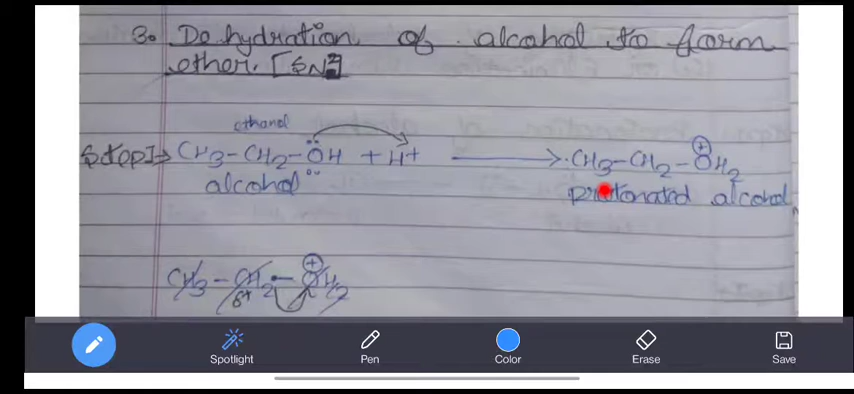 3. Dehydration of alcohol to form
ether. [SN2]
ethanol
Step I → CH3-CH2-ÖH + H+ → CH3-CH2-OH2
⊕
alcohol
protonated alcohol
CH3-CH2-OH2
⊕
δ+
Spotlight
Pen
Color
Erase
Save